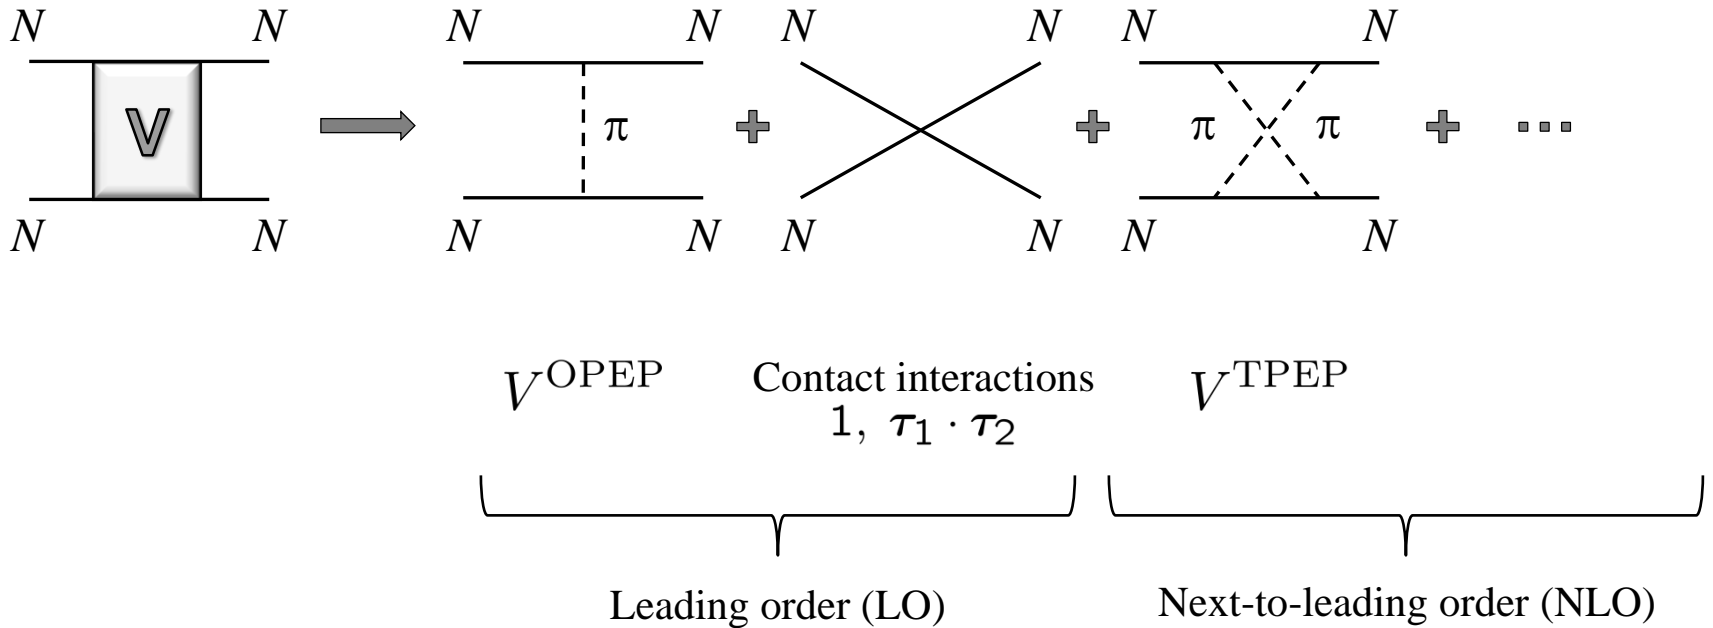 N N N N N N N N
V π π π ...
N N N N N N N N
V^OPEP Contact interactions V^TPEP
1, τ₁ · τ₂
Leading order (LO) Next-to-leading order (NLO)